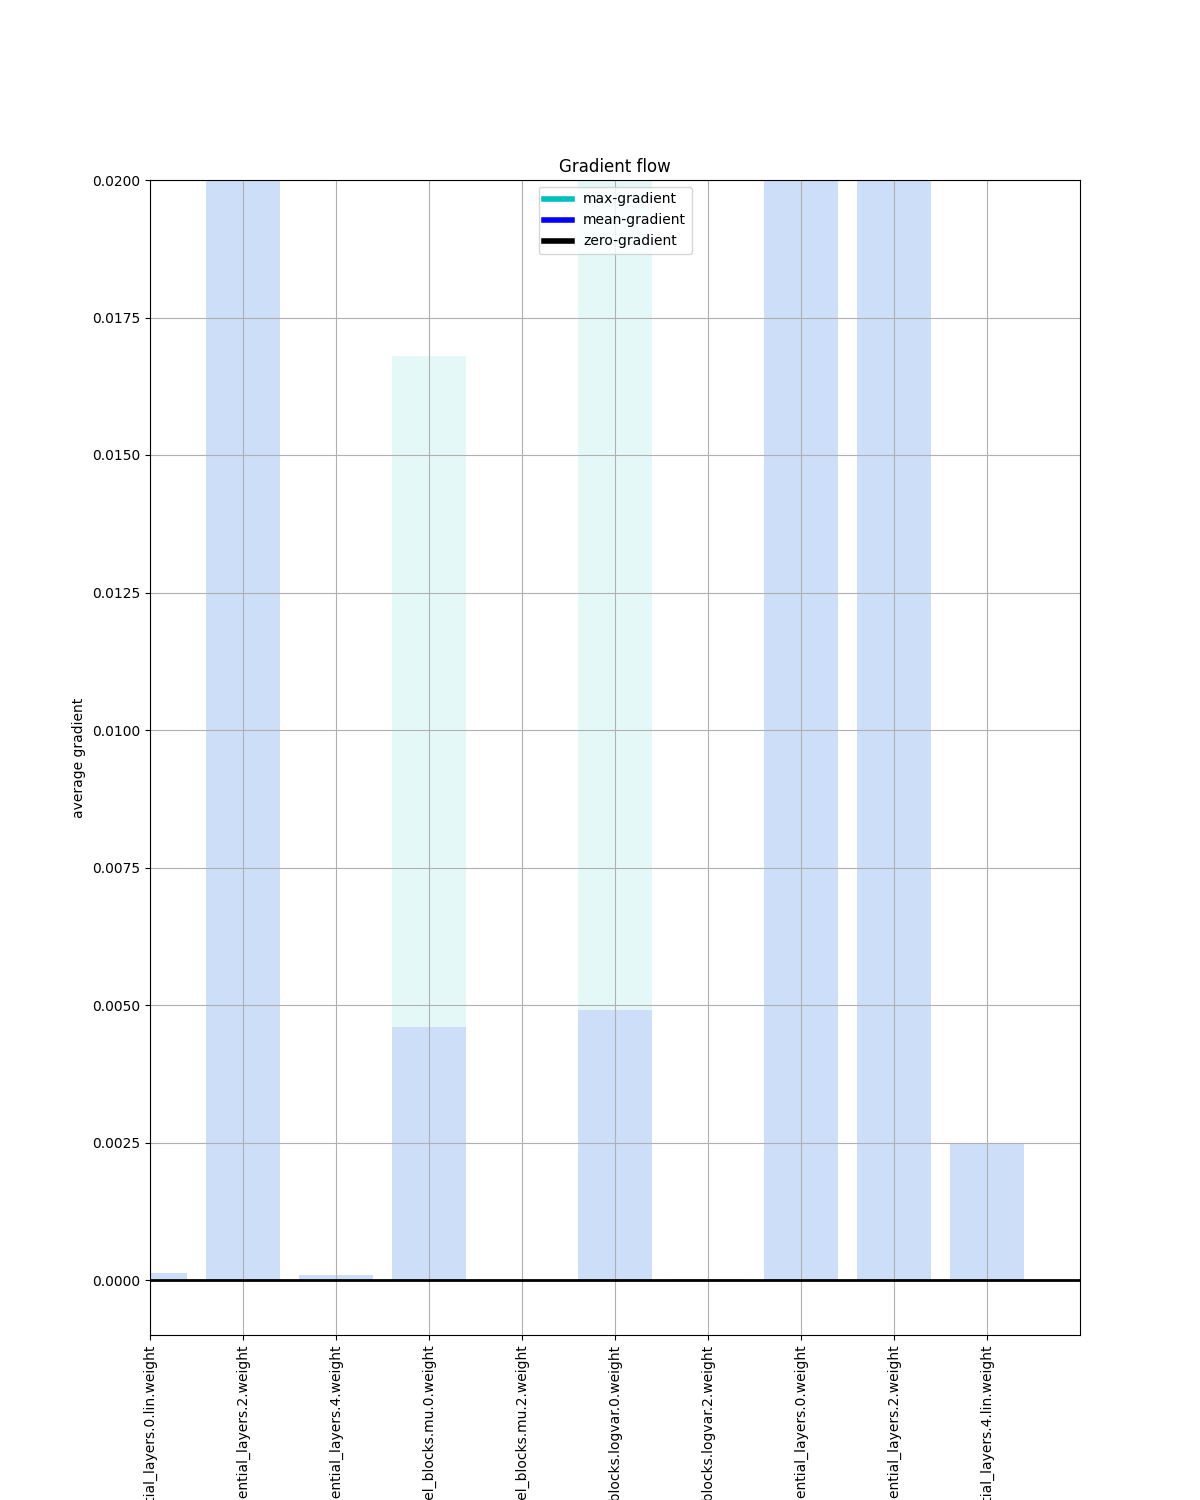 Gradient flow
max-gradient
mean-gradient
zero-gradient
0.0200
0.0175
0.0150
0.0125
0.0100
0.0075
0.0050
0.0025
0.0000
average gradient
tial_layers.0.lin.weight
ential_layers.2.weight
ential_layers.4.weight
el_blocks.mu.0.weight
el_blocks.mu.2.weight
blocks.logvar.0.weight
blocks.logvar.2.weight
ential_layers.0.weight
ential_layers.2.weight
tial_layers.4.lin.weight